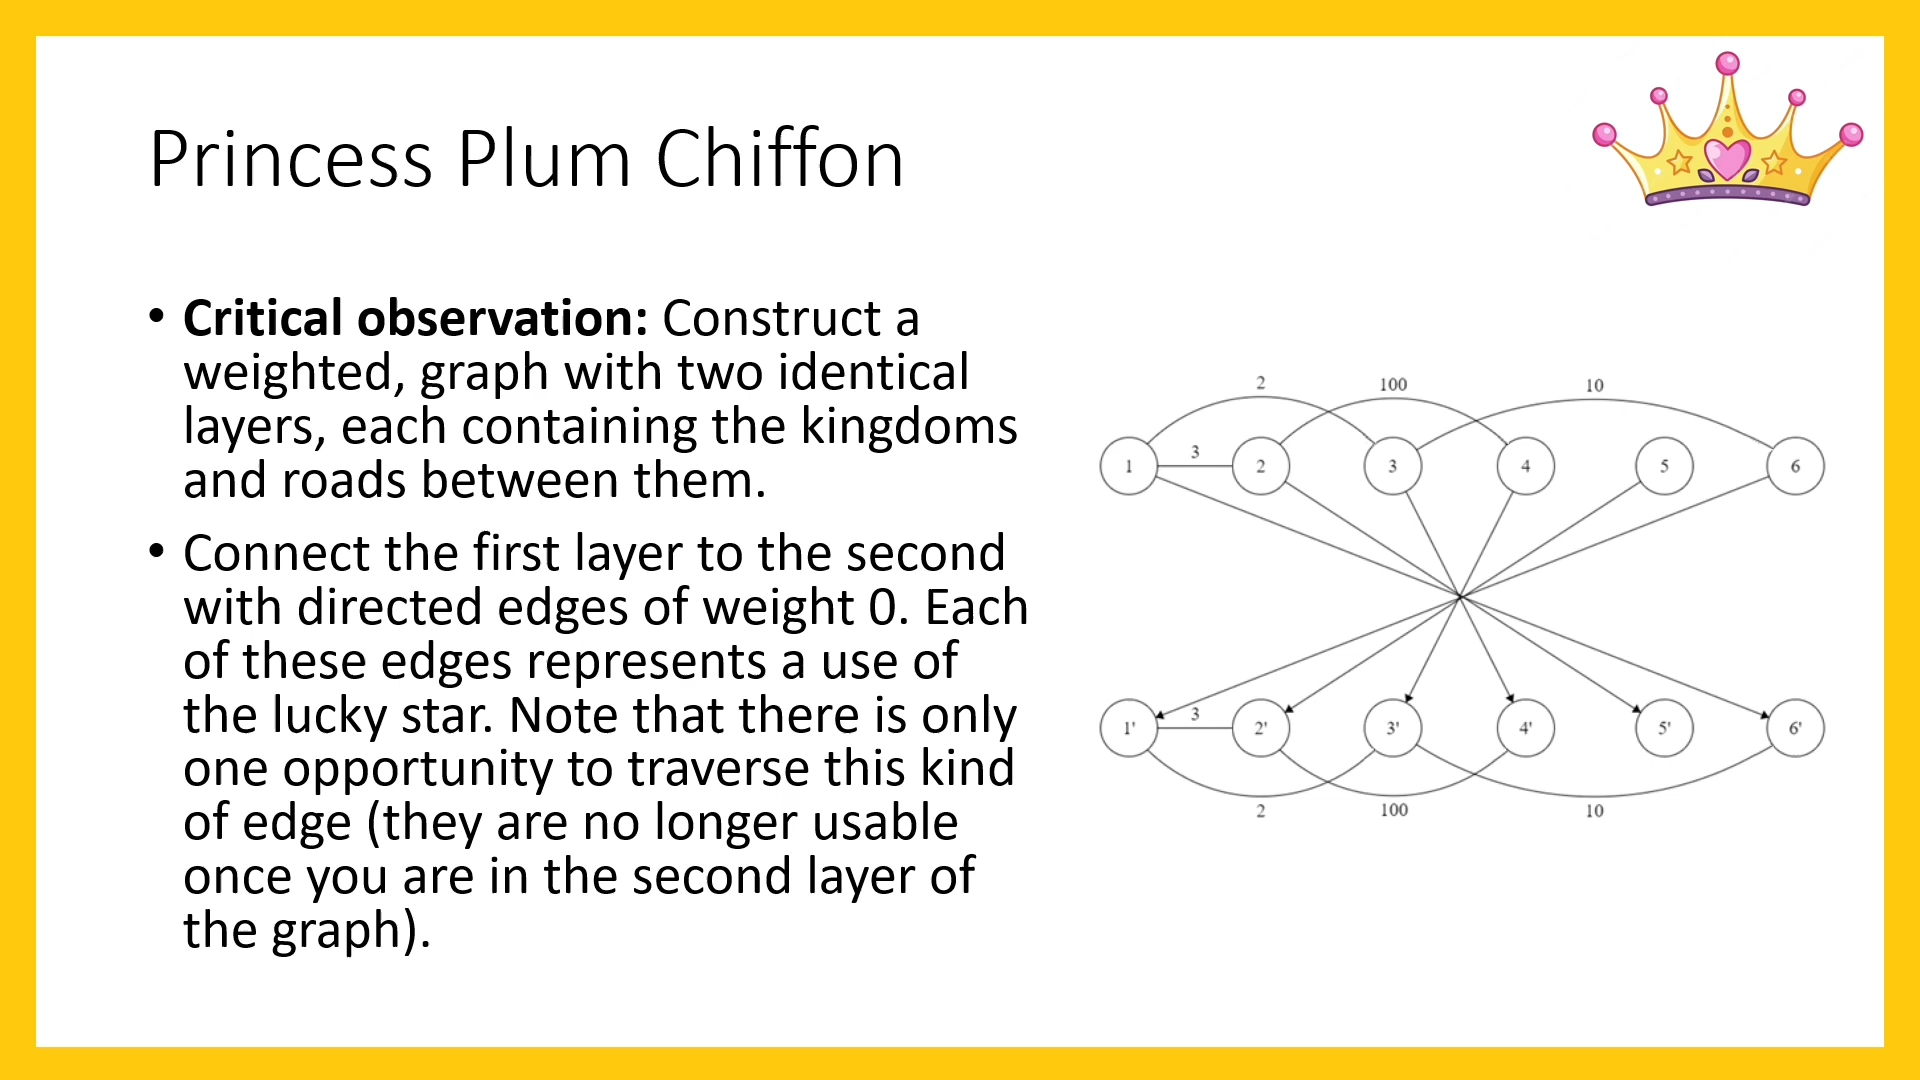 Princess Plum Chiffon
• Critical observation: Construct a
weighted, graph with two identical
layers, each containing the kingdoms
and roads between them.
• Connect the first layer to the second
with directed edges of weight 0. Each
of these edges represents a use of
the lucky star. Note that there is only
one opportunity to traverse this kind
of edge (they are no longer usable
once you are in the second layer of
the graph).
2 100 10
3
1 2 3 4 5 6
3
1' 2' 3' 4' 5' 6'
2 100 10